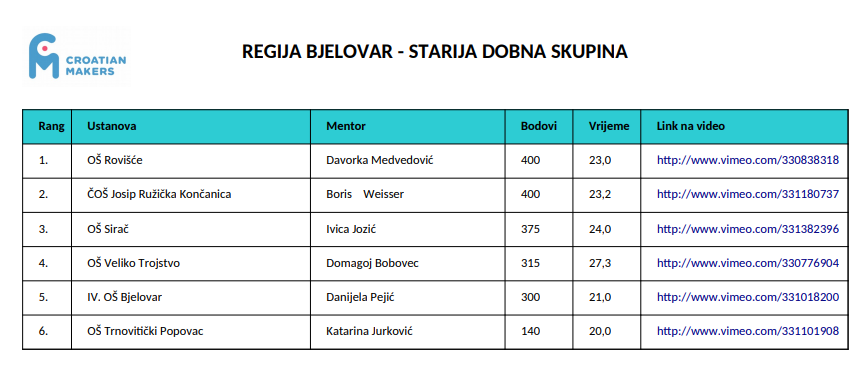 CROATIAN
MAKERS
REGIJA BJELOVAR - STARIJA DOBNA SKUPINA
Rang Ustanova Mentor Bodovi Vrijeme Link na video
1. OŠ Rovišće Davorka Medvedović 400 23,0 http://www.vimeo.com/330838318
2. ČOŠ Josip Ružička Končanica Boris Weisser 400 23,2 http://www.vimeo.com/331180737
3. OŠ Sirač Ivica Jozić 375 24,0 http://www.vimeo.com/331382396
4. OŠ Veliko Trojstvo Domagoj Bobovec 315 27,3 http://www.vimeo.com/330776904
5. IV. OŠ Bjelovar Danijela Pejić 300 21,0 http://www.vimeo.com/331018200
6. OŠ Trnovitički Popovac Katarina Jurković 140 20,0 http://www.vimeo.com/331101908